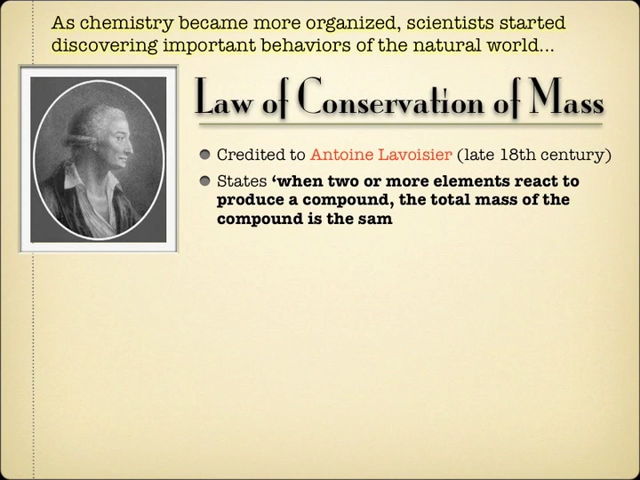 As chemistry became more organized, scientists started
discovering important behaviors of the natural world...
Law of Conservation of Mass
Credited to Antoine Lavoisier (late 18th century)
States ‘when two or more elements react to
produce a compound, the total mass of the
compound is the sam